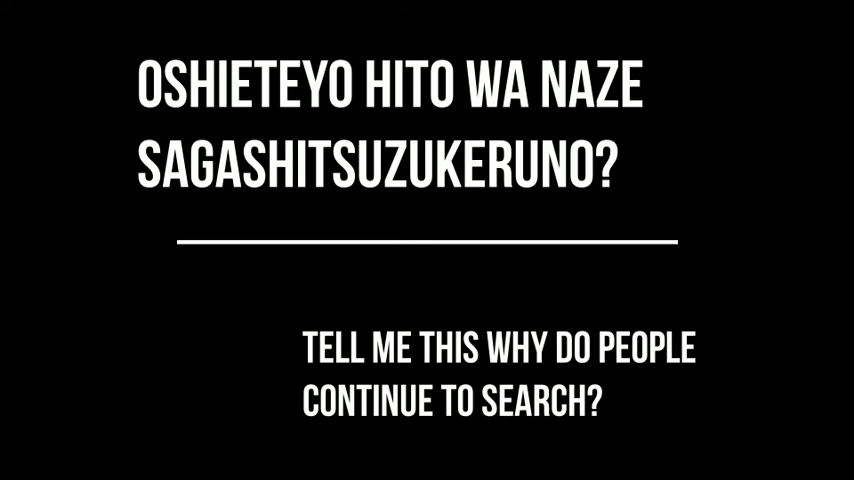 OSHIETEYO HITO WA NAZE
SAGASHITSUZUKERUNO?
TELL ME THIS WHY DO PEOPLE
CONTINUE TO SEARCH?